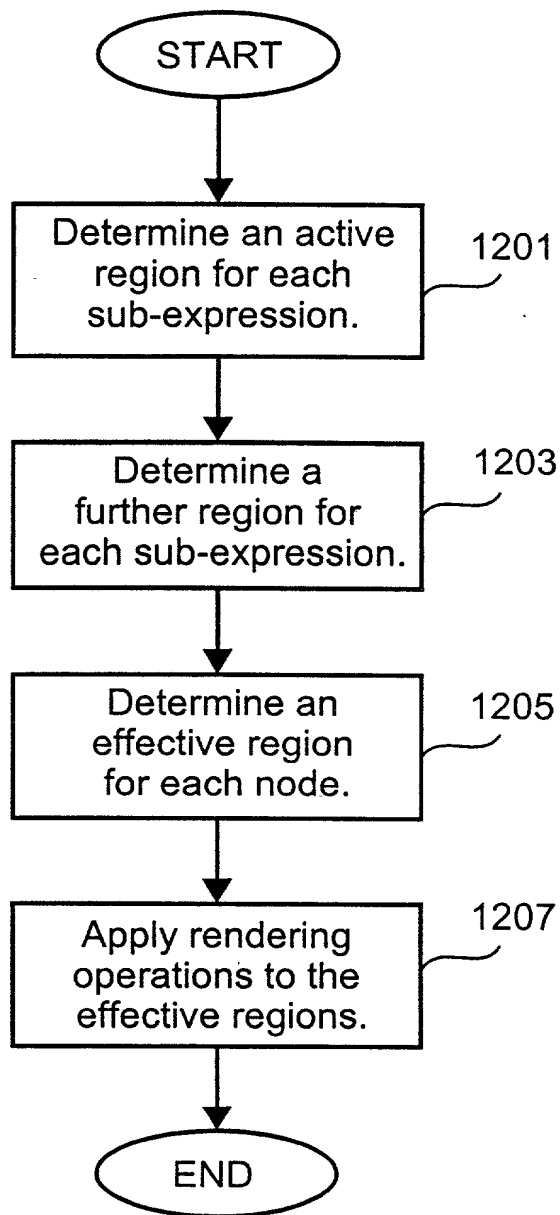 START
Determine an active
region for each
sub-expression.
1201
Determine a
further region for
each sub-expression.
1203
Determine an
effective region
for each node.
1205
Apply rendering
operations to the
effective regions.
1207
END